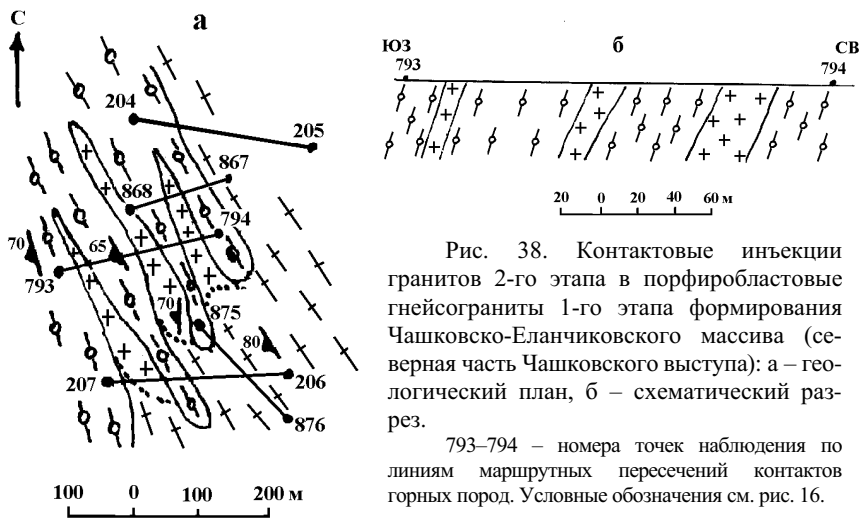 С
а
204
205
867
868
794
70
65
793
70
875
80
207
206
876
100 0 100 200 м
ЮЗ б СВ
793 794
20 0 20 40 60 м
Рис. 38. Контактовые инъекции
гранитов 2-го этапа в порфиробластовые
гнейсограниты 1-го этапа формирования
Чашковско-Еланчиковского массива (се-
верная часть Чашковского выступа): а – гео-
логический план, б – схематический раз-
рез.
793–794 – номера точек наблюдения по
линиям маршрутных пересечений контактов
горных пород. Условные обозначения см. рис. 16.